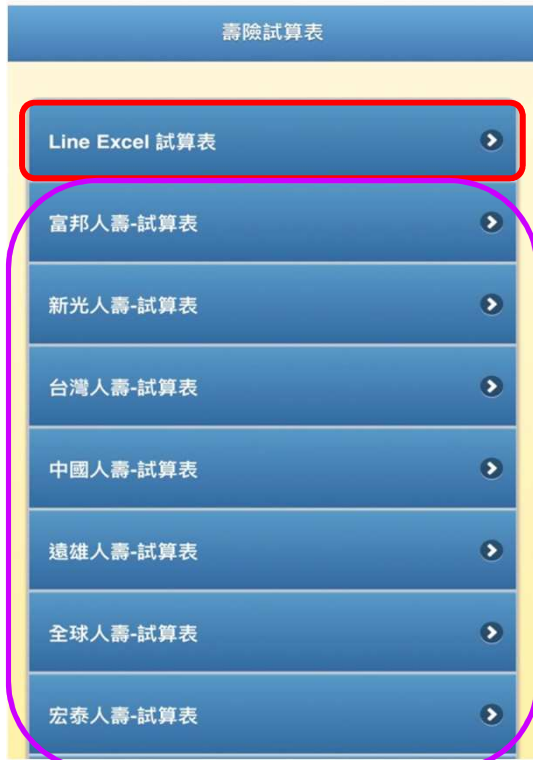 壽險試算表
Line Excel 試算表
富邦人壽-試算表
新光人壽-試算表
台灣人壽-試算表
中國人壽-試算表
遠雄人壽-試算表
全球人壽-試算表
宏泰人壽-試算表